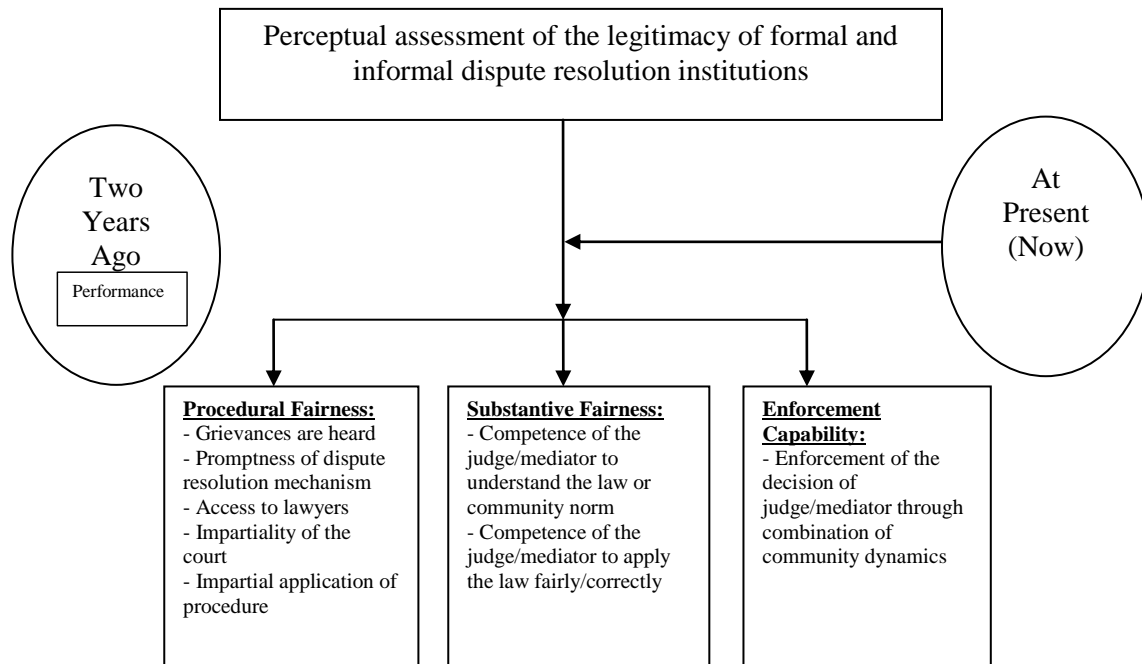 Perceptual assessment of the legitimacy of formal and
informal dispute resolution institutions
Two
Years
Ago
Performance
At
Present
(Now)
Procedural Fairness:
- Grievances are heard
- Promptness of dispute
resolution mechanism
- Access to lawyers
- Impartiality of the
court
- Impartial application of
procedure
Substantive Fairness:
- Competence of the
judge/mediator to
understand the law or
community norm
- Competence of the
judge/mediator to apply
the law fairly/correctly
Enforcement
Capability:
- Enforcement of the
decision of
judge/mediator through
combination of
community dynamics